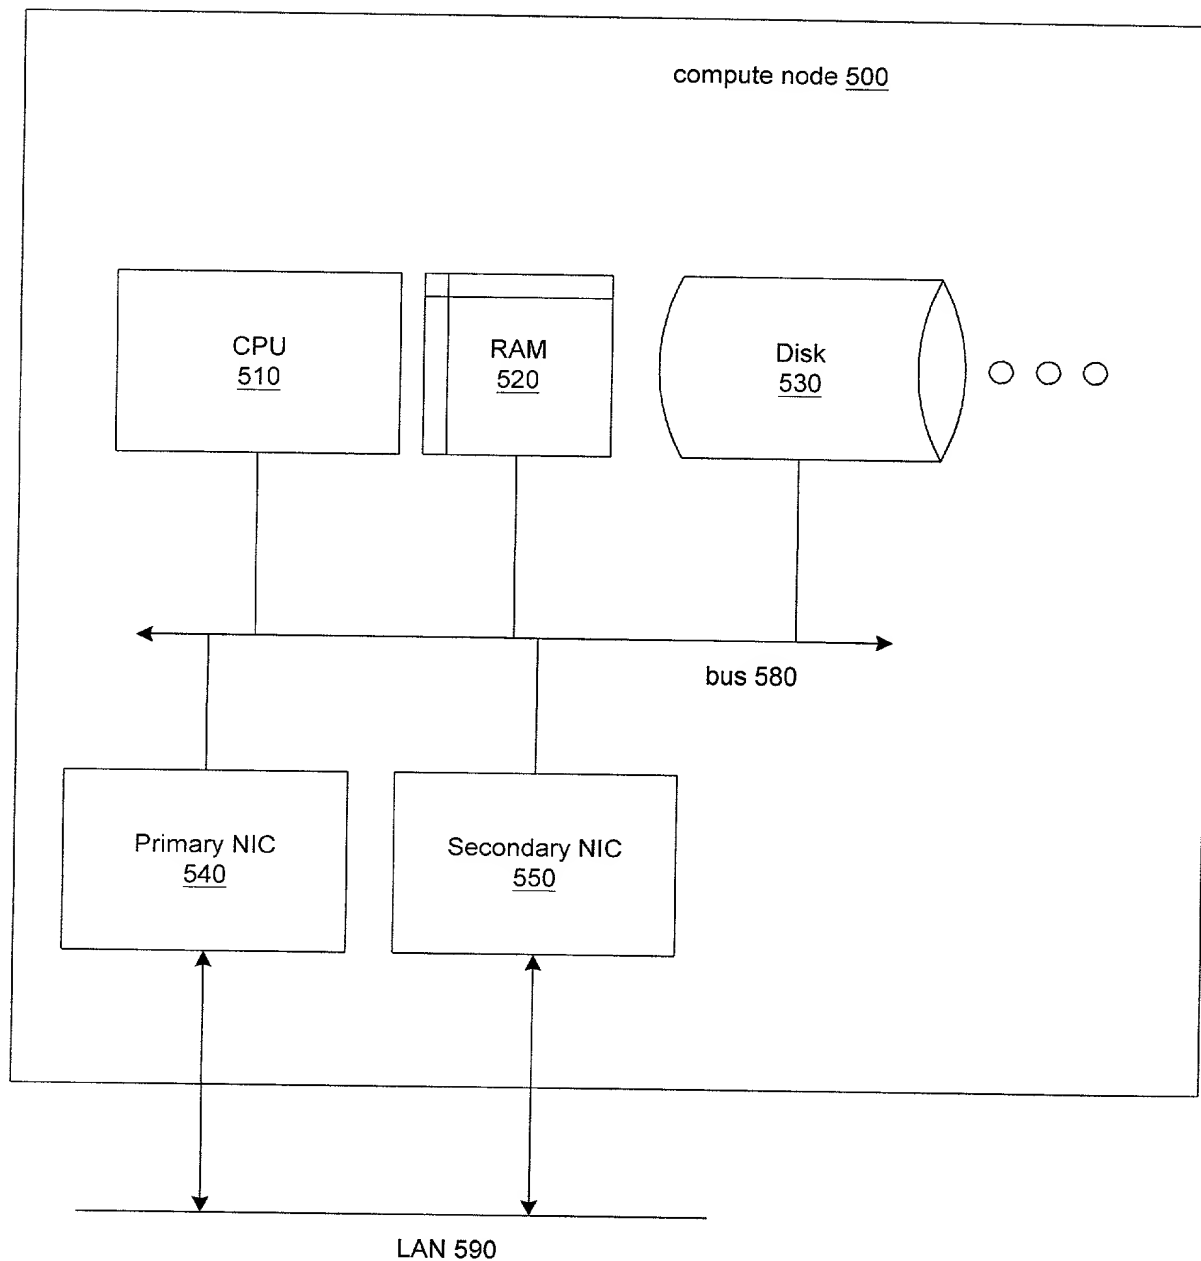 compute node 500
CPU
510
RAM
520
Disk
530
bus 580
Primary NIC
540
Secondary NIC
550
LAN 590